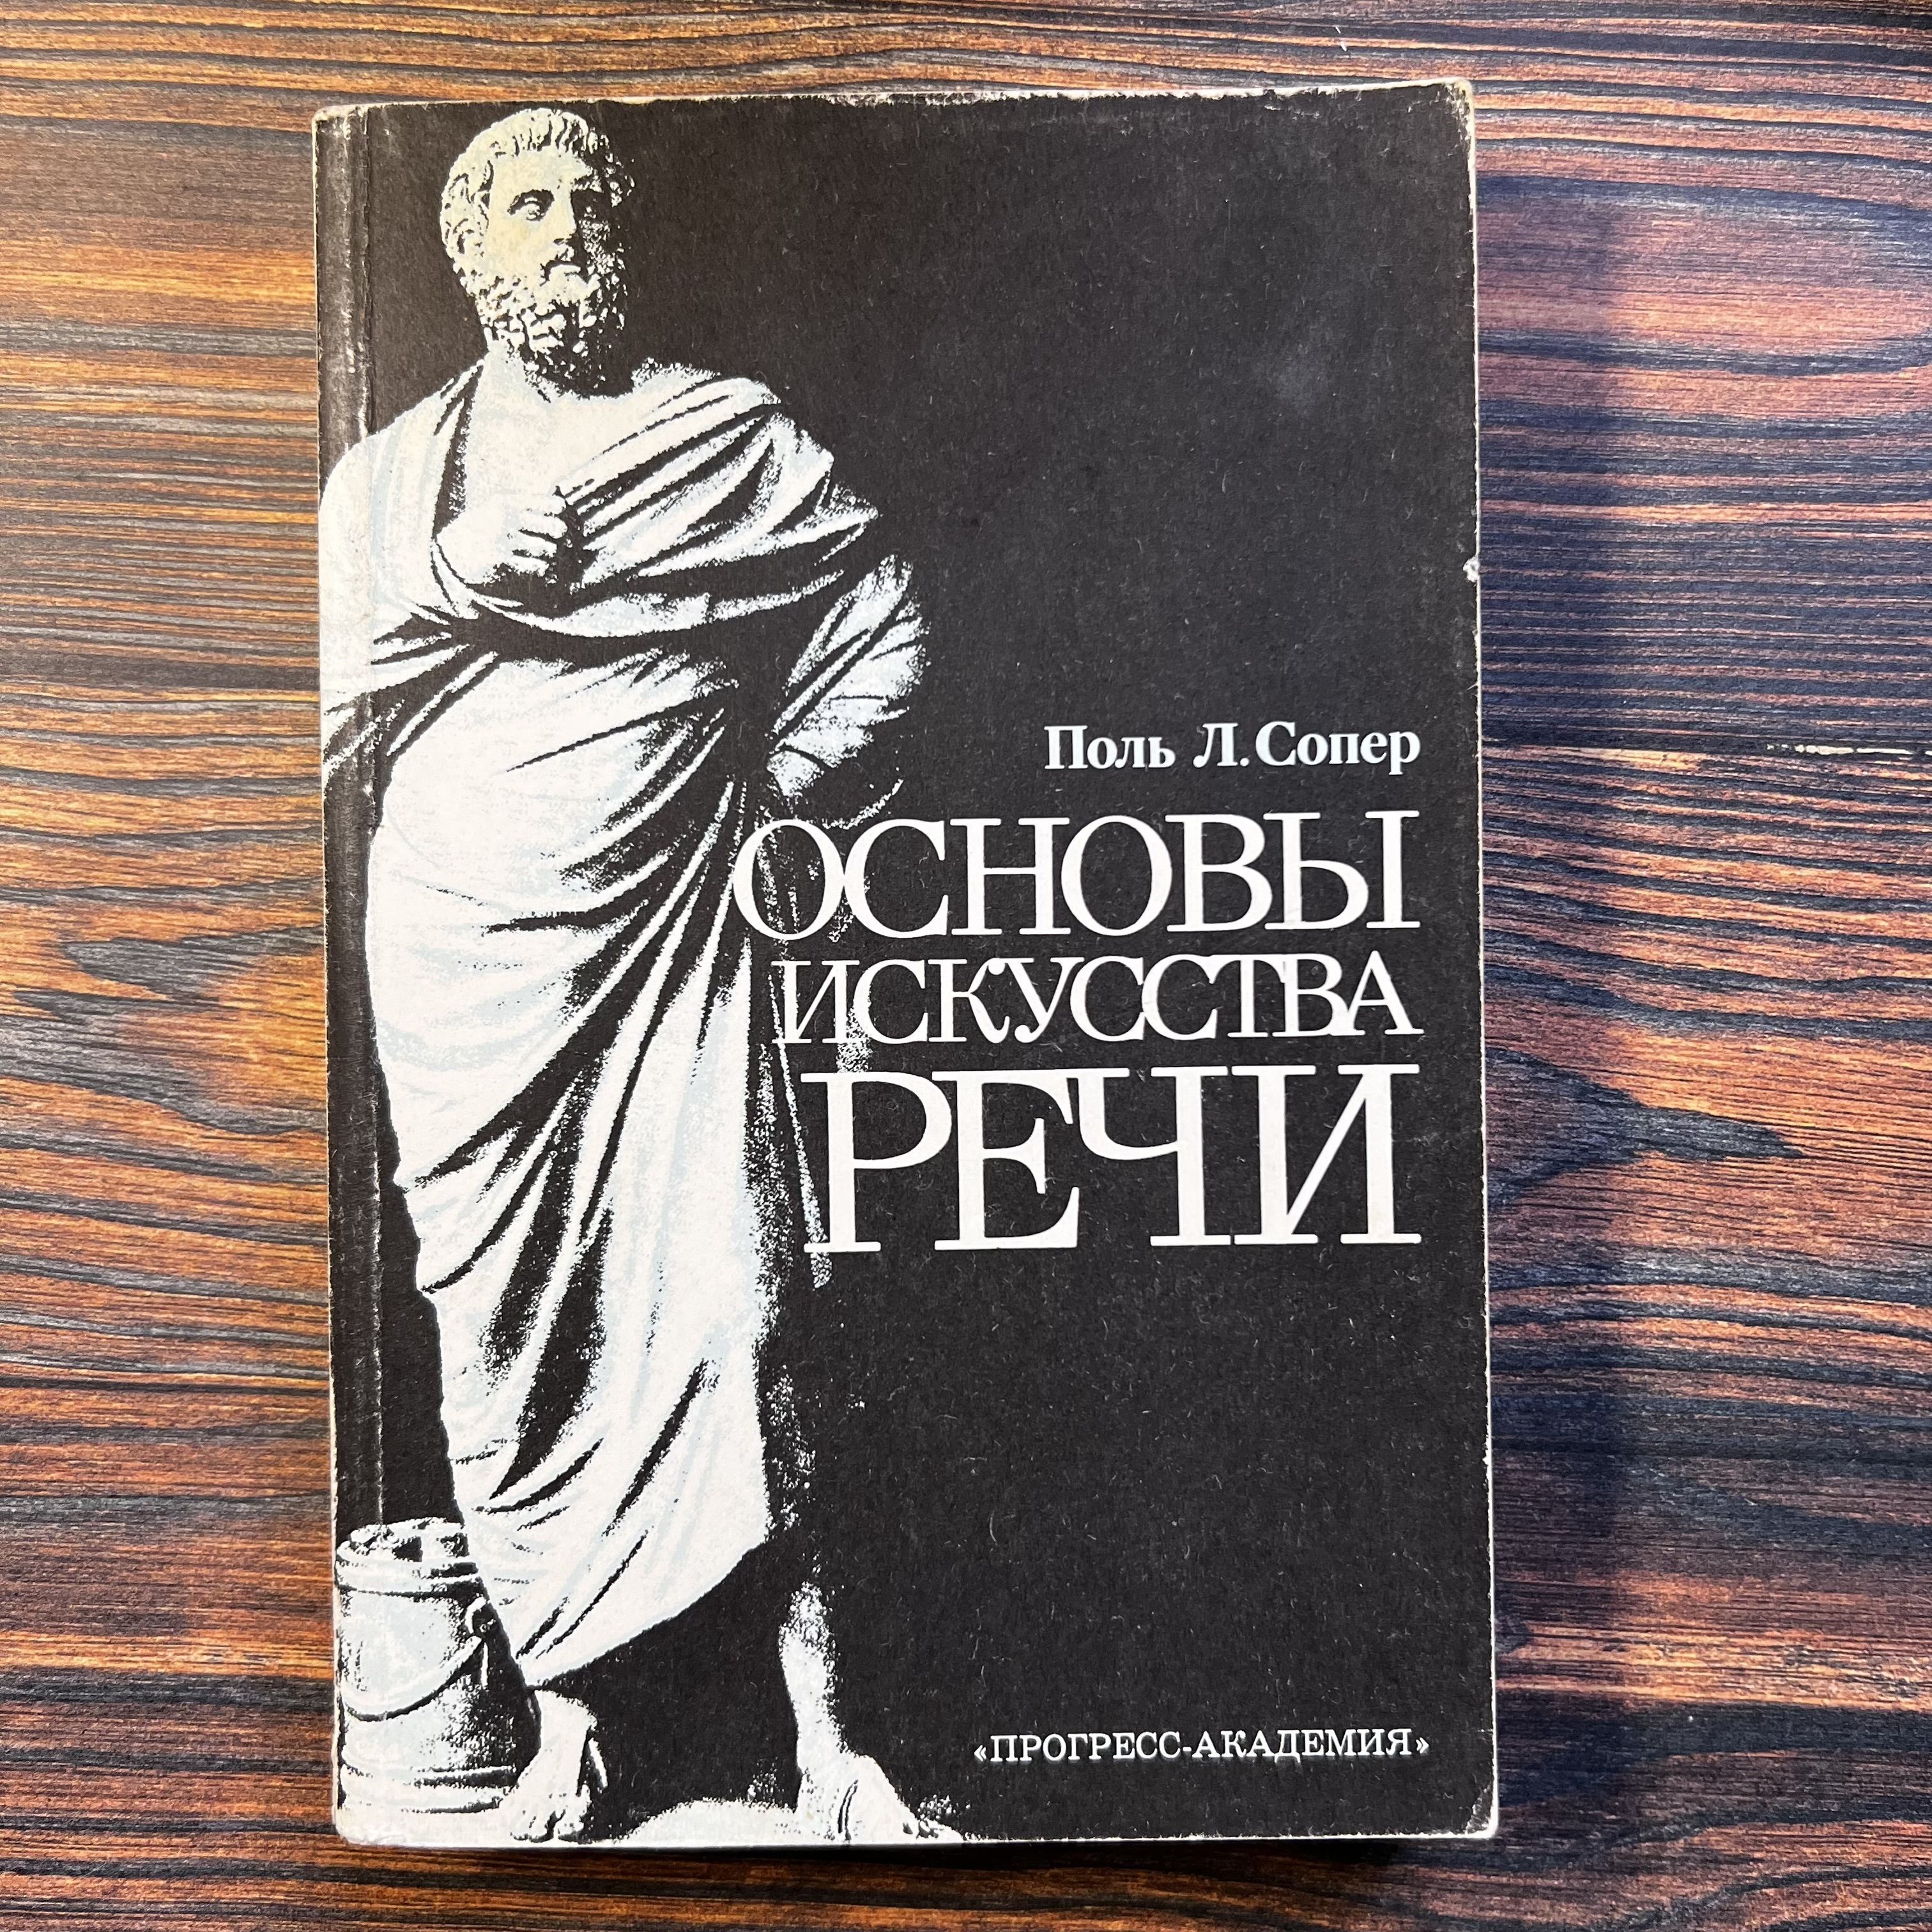 Поль Л. Сопер
ОСНОВЫ
ИСКУССТВА
РЕЧИ
«ПРОГРЕСС-АКАДЕМИЯ»